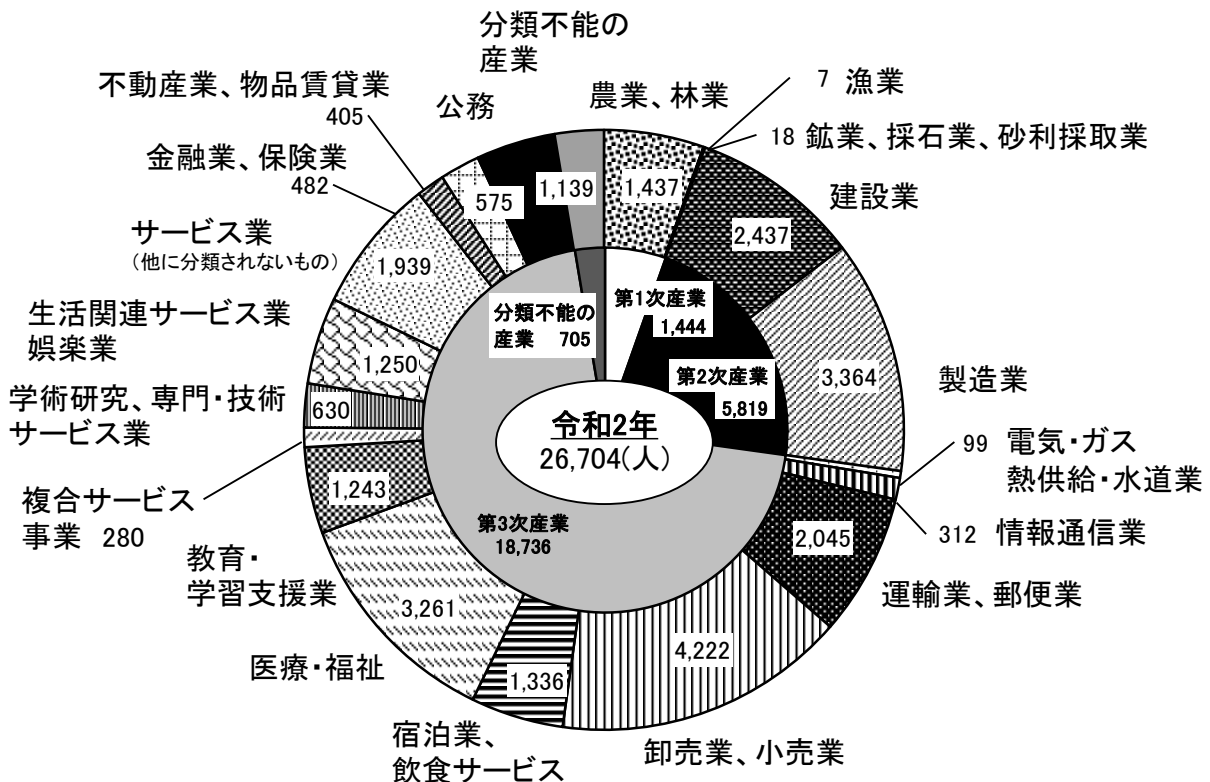 分類不能の
産業
農業、林業
7 漁業
18 鉱業、採石業、砂利採取業
建設業
製造業
99 電気・ガス
熱供給・水道業
312 情報通信業
運輸業、郵便業
卸売業、小売業
宿泊業、
飲食サービス
医療・福祉
教育・
学習支援業
複合サービス
事業 280
学術研究、専門・技術
サービス業
生活関連サービス業
娯楽業
サービス業
（他に分類されないもの）
金融業、保険業
482
不動産業、物品賃貸業
405
公務
1,437
2,437
3,364
2,045
4,222
1,336
3,261
1,243
630
1,250
1,939
575
1,139
第1次産業
1,444
第2次産業
5,819
第3次産業
18,736
分類不能の
産業 705
令和2年
26,704(人)